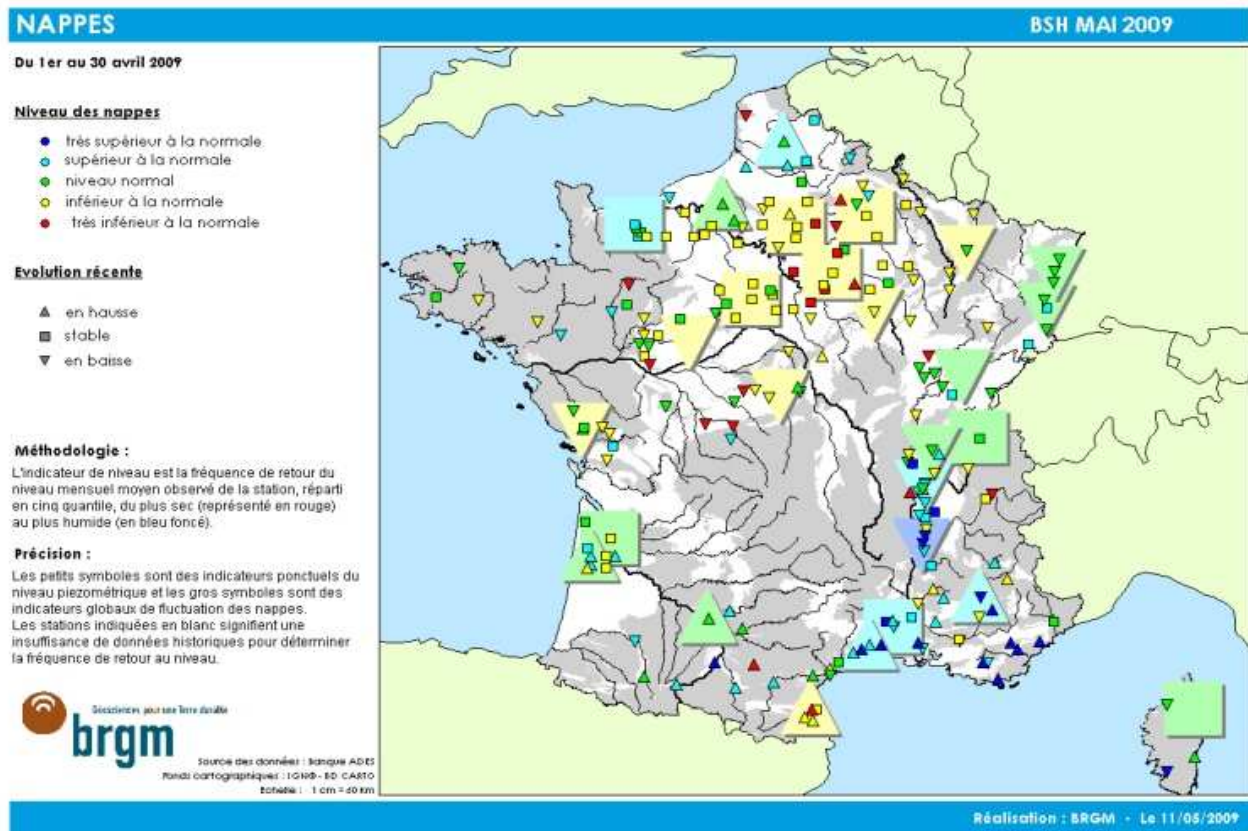 NAPPES
BSH MAI 2009
Du 1er au 30 avril 2009
Niveau des nappes
très supérieur à la normale
supérieur à la normale
niveau normal
inférieur à la normale
très inférieur à la normale
Evolution récente
en hausse
stable
en baisse
Méthodologie :
L'indicateur de niveau est la fréquence de retour du
niveau mensuel moyen observé de la station, réparti
en cinq quantile, du plus sec (représenté en rouge)
au plus humide (en bleu foncé).
Précision :
Les petits symboles sont des indicateurs ponctuels du
niveau piezométrique et les gros symboles sont des
indicateurs globaux de fluctuation des nappes.
Les stations indiquées en blanc signifient une
insuffisance de données historiques pour déterminer
la fréquence de retour au niveau.
Géosciences pour une Terre durable
brgm
Source des données : Banque ADES
Fonds cartographiques : IGN© - BD CARTO
Echelle : 1 cm = 60 km
Réalisation : BRGM - Le 11/05/2009